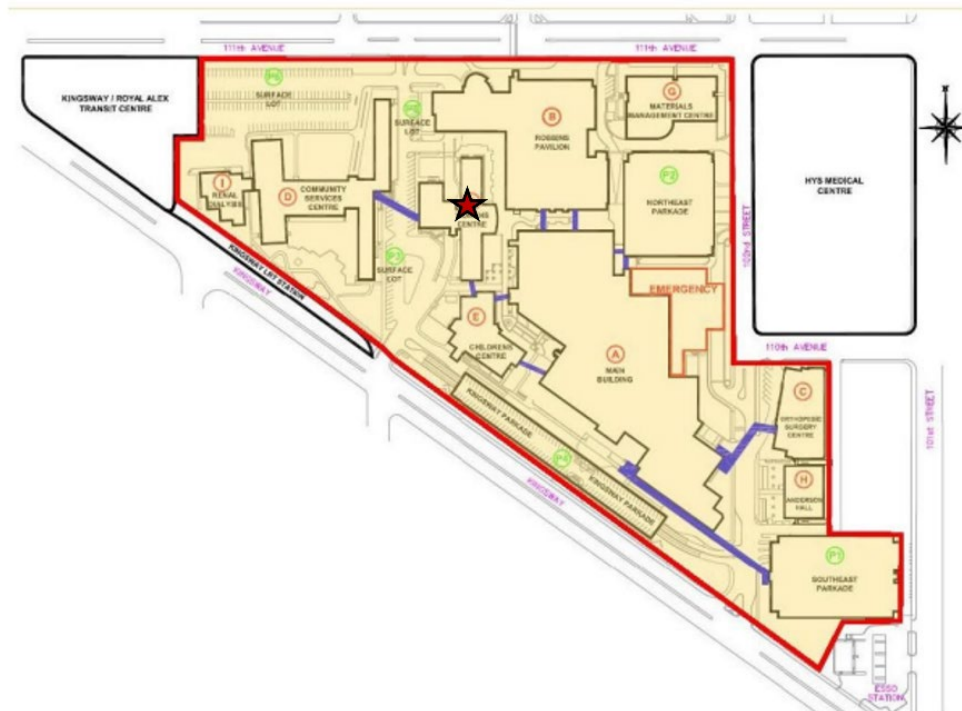 111th AVENUE
111th AVENUE
KINGSWAY / ROYAL ALEX
TRANSIT CENTRE
SURFACE
LOT
SURFACE
LOT
G
MATERIALS
MANAGEMENT CENTRE
B
ROBBINS
PAVILION
N
HYS MEDICAL
CENTRE
I
RENAL
D
COMMUNITY
SERVICES
CENTRE
CENTRE
P2
NORTHEAST
PARKADE
102nd STREET
P3
SURFACE
LOT
KINGSWAY LRT STATION
KINGSWAY
EMERGENCY
E
CHILDRENS
CENTRE
A
MAIN
BUILDING
110th AVENUE
C
ORTHOPEDIC
SURGERY
CENTRE
101st STREET
KINGSWAY PARKADE
P4
KINGSWAY PARKADE
KINGSWAY
H
ANDERSON
HALL
P1
SOUTHEAST
PARKADE
ESSO
STATION